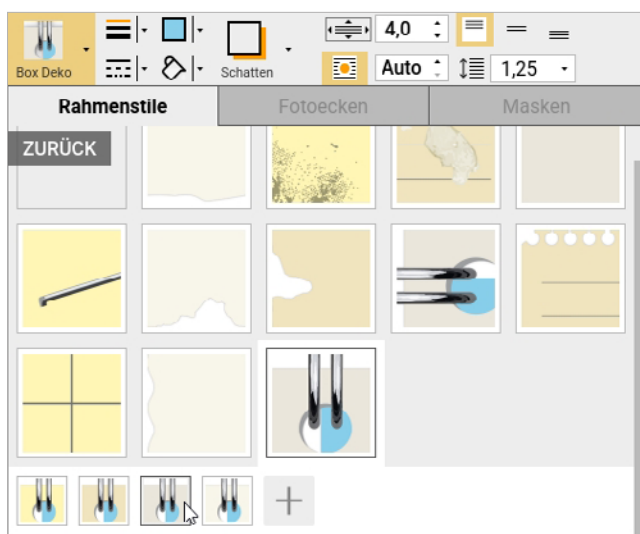 4,0
Box Deko
Schatten
Auto
1,25
Rahmenstile
Fotoecken
Masken
ZURÜCK